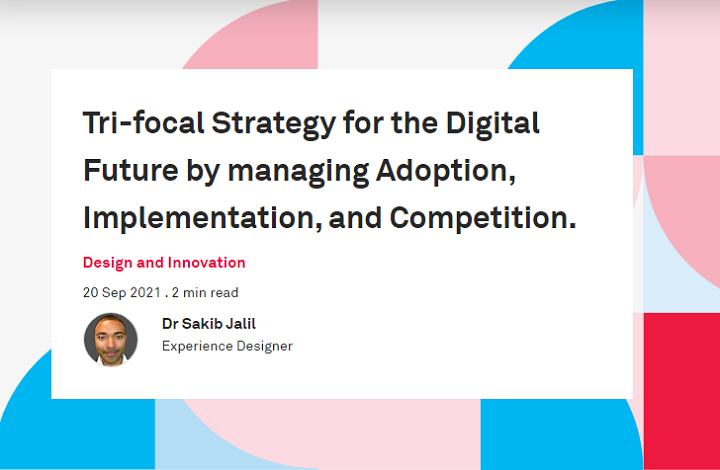 Tri-focal Strategy for the Digital
Future by managing Adoption,
Implementation, and Competition.
Design and Innovation
20 Sep 2021 . 2 min read
Dr Sakib Jalil
Experience Designer